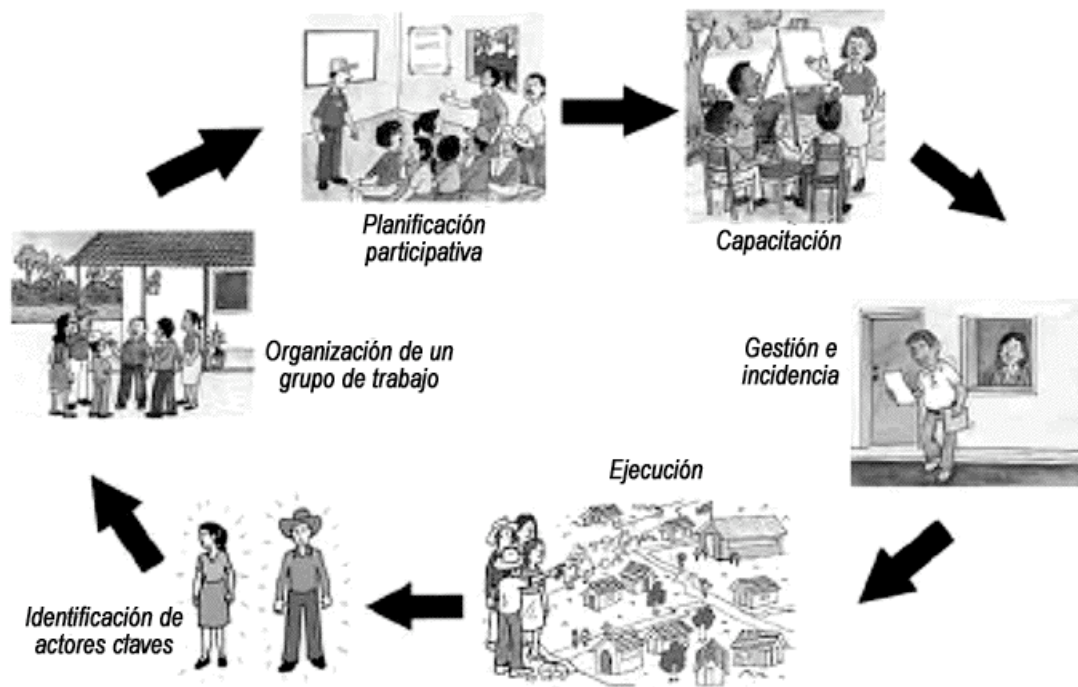 Planificación
participativa
Capacitación
Organización de un
grupo de trabajo
Gestión e
incidencia
Ejecución
Identificación de
actores claves